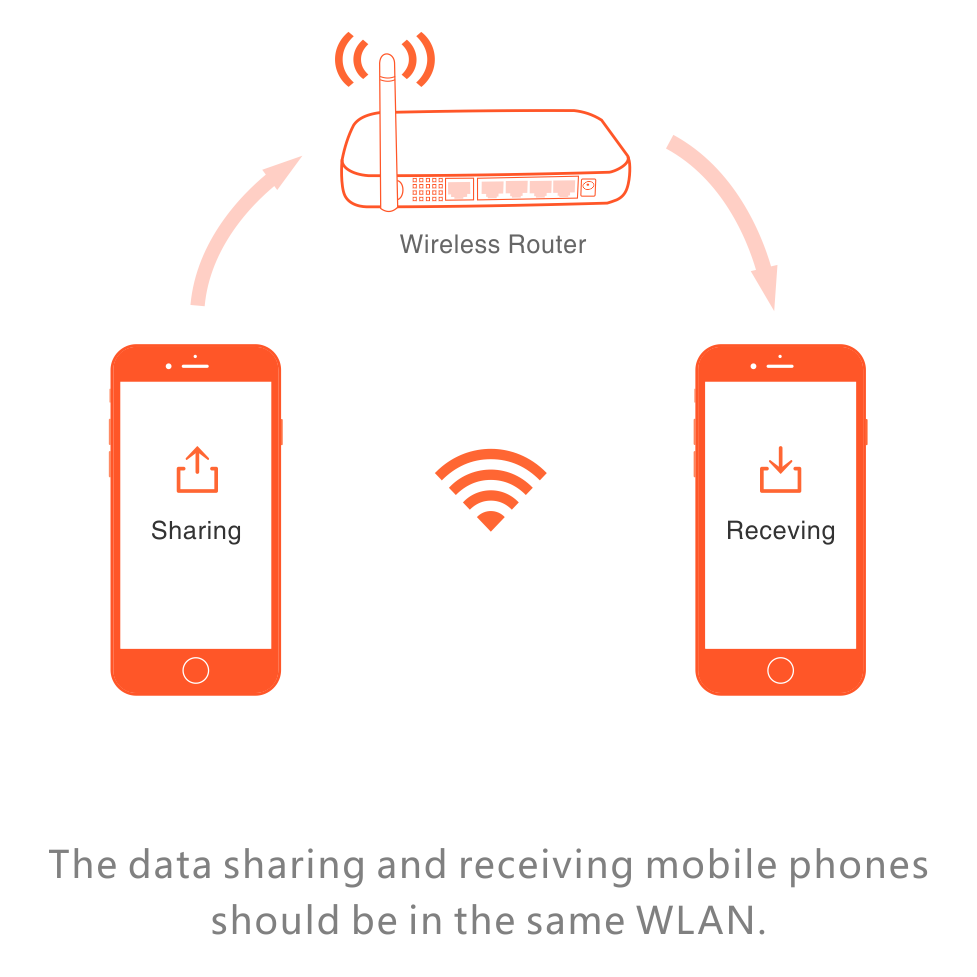 Wireless Router
Sharing
Receving
The data sharing and receiving mobile phones
should be in the same WLAN.